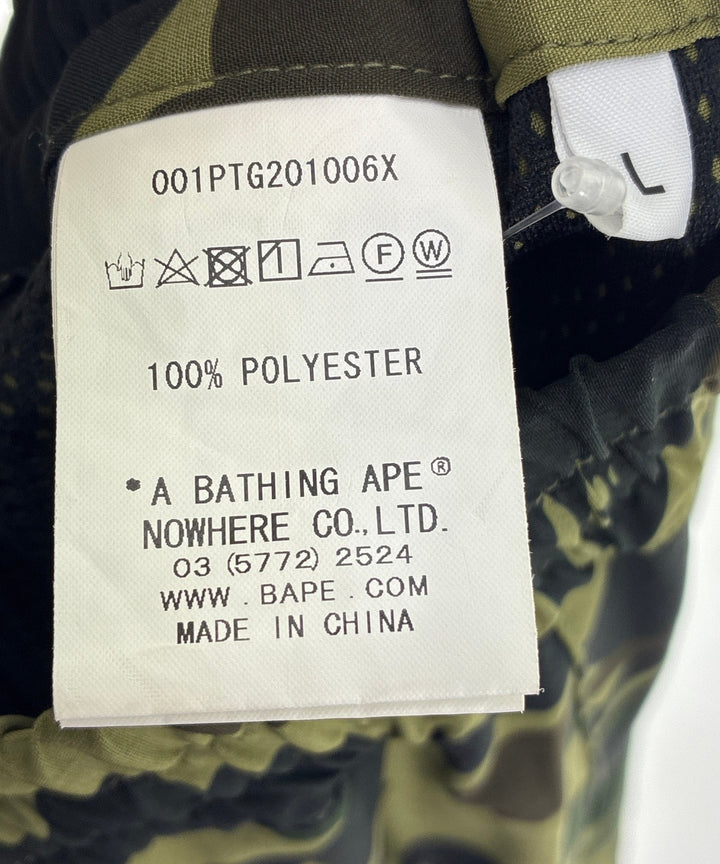 001PTG201006X
L
F W
100% POLYESTER
*A BATHING APE®
NOWHERE CO., LTD.
03 (5772) 2524
WWW . BAPE . COM
MADE IN CHINA